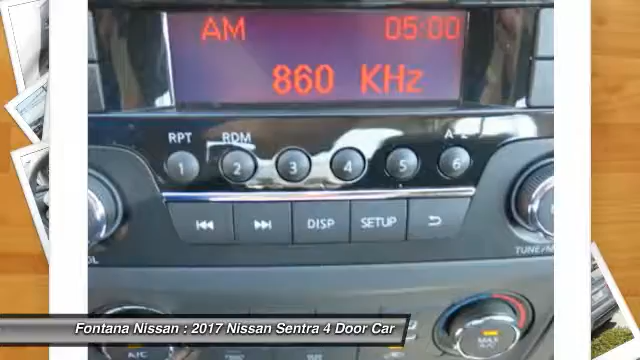 AM 05:00
860 KHz
RPT RDM A-Z
1 2 3 4 5 6
DISP SETUP
Fontana Nissan : 2017 Nissan Sentra 4 Door Car
MAX
A/C